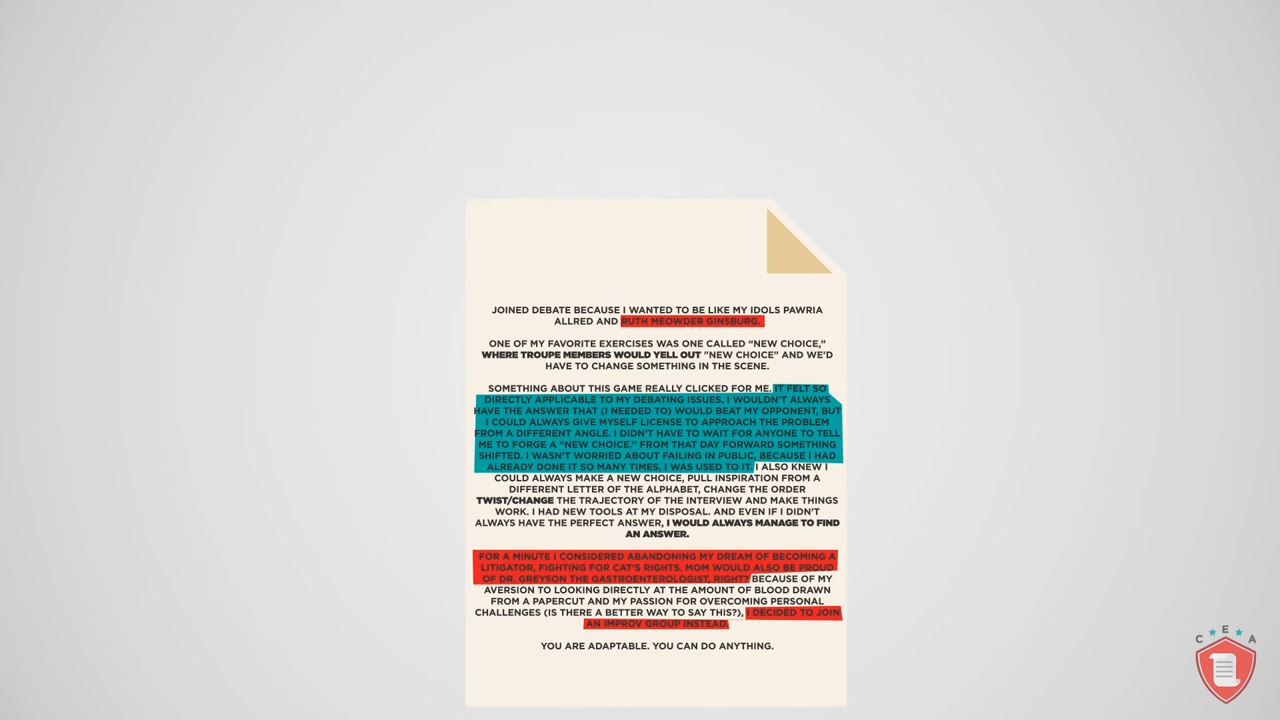 JOINED DEBATE BECAUSE I WANTED TO BE LIKE MY IDOLS PAWRIA
ALLRED AND RUTH MEOWDER GINSBURG.
ONE OF MY FAVORITE EXERCISES WAS ONE CALLED “NEW CHOICE,”
WHERE TROUPE MEMBERS WOULD YELL OUT "NEW CHOICE" AND WE'D
HAVE TO CHANGE SOMETHING IN THE SCENE.
SOMETHING ABOUT THIS GAME REALLY CLICKED FOR ME. IT FELT SO
DIRECTLY APPLICABLE TO MY DEBATING ISSUES. I WOULDN'T ALWAYS
HAVE THE ANSWER THAT (I NEEDED TO) WOULD BEAT MY OPPONENT, BUT
I COULD ALWAYS GIVE MYSELF LICENSE TO APPROACH THE PROBLEM
FROM A DIFFERENT ANGLE. I DIDN'T HAVE TO WAIT FOR ANYONE TO TELL
ME TO FORGE A “NEW CHOICE.” FROM THAT DAY FORWARD SOMETHING
SHIFTED. I WASN'T WORRIED ABOUT FAILING IN PUBLIC, BECAUSE I HAD
ALREADY DONE IT SO MANY TIMES, I WAS USED TO IT. I ALSO KNEW I
COULD ALWAYS MAKE A NEW CHOICE, PULL INSPIRATION FROM A
DIFFERENT LETTER OF THE ALPHABET, CHANGE THE ORDER
TWIST/CHANGE THE TRAJECTORY OF THE INTERVIEW AND MAKE THINGS
WORK. I HAD NEW TOOLS AT MY DISPOSAL. AND EVEN IF I DIDN'T
ALWAYS HAVE THE PERFECT ANSWER, I WOULD ALWAYS MANAGE TO FIND
AN ANSWER.
FOR A MINUTE I CONSIDERED ABANDONING MY DREAM OF BECOMING A
LITIGATOR, FIGHTING FOR CAT'S RIGHTS. MOM WOULD ALSO BE PROUD
OF DR. GREYSON THE GASTROENTEROLOGIST, RIGHT? BECAUSE OF MY
AVERSION TO LOOKING DIRECTLY AT THE AMOUNT OF BLOOD DRAWN
FROM A PAPERCUT AND MY PASSION FOR OVERCOMING PERSONAL
CHALLENGES (IS THERE A BETTER WAY TO SAY THIS?), I DECIDED TO JOIN
AN IMPROV GROUP INSTEAD.
YOU ARE ADAPTABLE. YOU CAN DO ANYTHING.
C E A